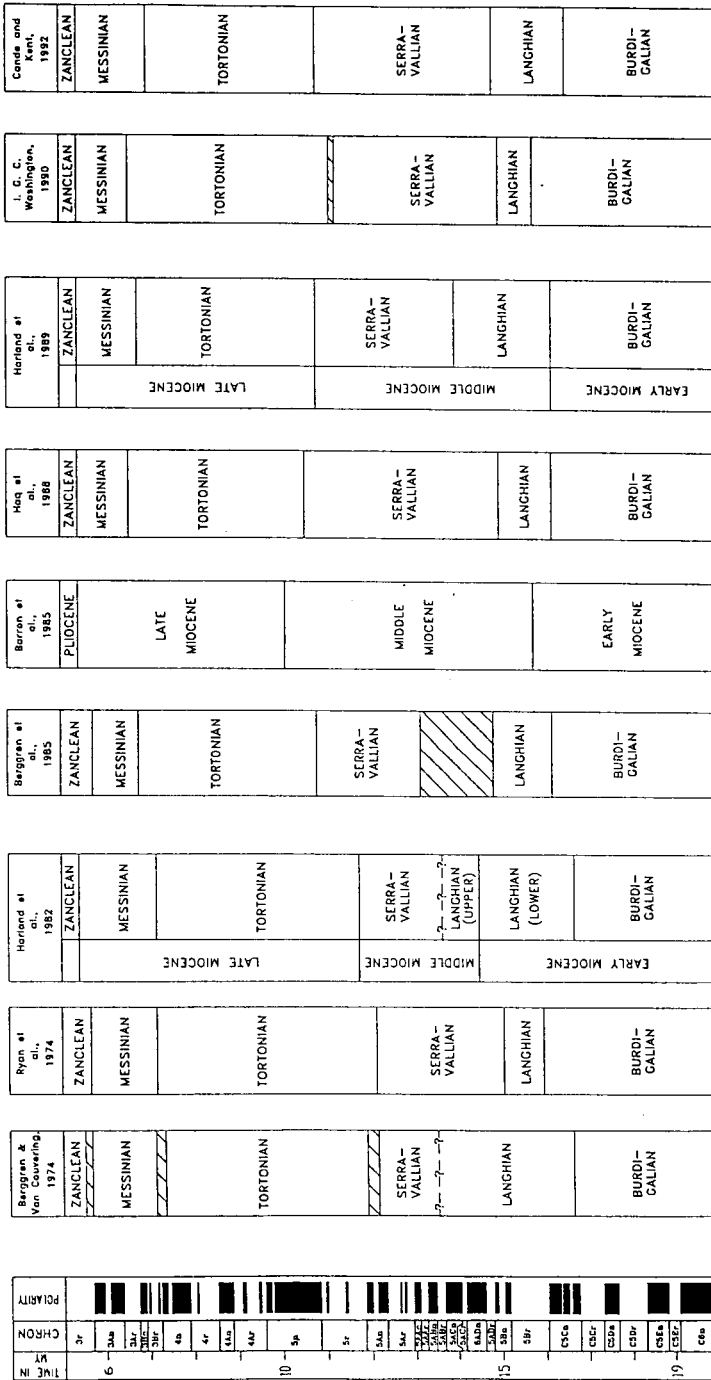 Cande and
Kent,
1992
ZANCLEAN
MESSINIAN
TORTONIAN
SERRA-
VALLIAN
LANGHIAN
BURDI-
GALIAN
I. G. C.
Washington,
1990
ZANCLEAN
MESSINIAN
TORTONIAN
SERRA-
VALLIAN
LANGHIAN
BURDI-
GALIAN
Harland et
al.,
1989
ZANCLEAN
MESSINIAN
TORTONIAN
SERRA-
VALLIAN
LANGHIAN
BURDI-
GALIAN
LATE MIOCENE
MIDDLE MIOCENE
EARLY MIOCENE
Haq et
al.,
1988
ZANCLEAN
MESSINIAN
TORTONIAN
SERRA-
VALLIAN
LANGHIAN
BURDI-
GALIAN
Barron et
al.,
1985
PLIOCENE
LATE
MIOCENE
MIDDLE
MIOCENE
EARLY
MIOCENE
Berggren et
al.,
1985
ZANCLEAN
MESSINIAN
TORTONIAN
SERRA-
VALLIAN
LANGHIAN
BURDI-
GALIAN
Harland et
al.,
1982
ZANCLEAN
MESSINIAN
TORTONIAN
SERRA-
VALLIAN
?- -?- -?
LANGHIAN
(UPPER)
LANGHIAN
(LOWER)
BURDI-
GALIAN
LATE MIOCENE
MIDDLE MIOCENE
EARLY MIOCENE
Ryan et
al.,
1974
ZANCLEAN
MESSINIAN
TORTONIAN
SERRA-
VALLIAN
LANGHIAN
BURDI-
GALIAN
Berggren &
Van Couvering,
1974
ZANCLEAN
MESSINIAN
TORTONIAN
SERRA-
VALLIAN
?- -?- -?
LANGHIAN
BURDI-
GALIAN
POLARITY
CHRON
3r
3An
3Ar
3Br
4n
4r
4An
4Ar
5n
5r
5An
5Ar
5ABr
5ACn
5ACr
5ADn
5ADr
5Bn
5Br
C5Cn
C5Cr
C5Dn
C5Dr
C5En
C5Er
C6n
TIME IN
MY
6
10
15
19